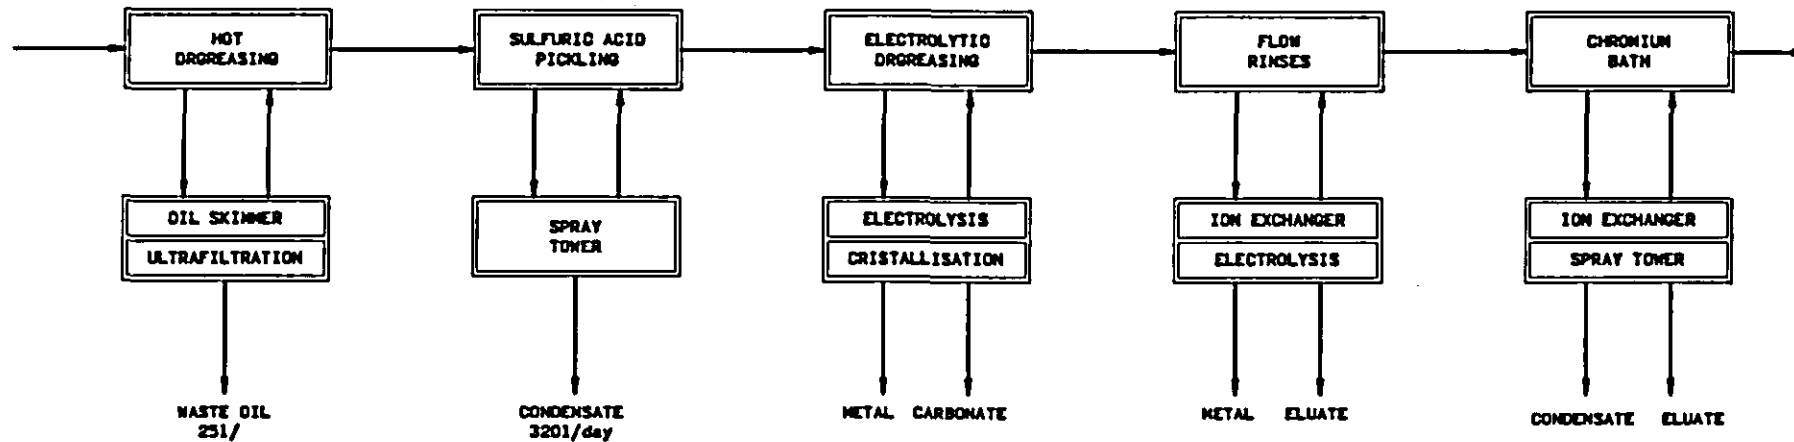 HOT
DRGREASING
SULFURIC ACID
PICKLING
ELECTROLYTIC
DRGREASING
FLOW
RINSES
CHROMIUM
BATH
OIL SKIMMER
ULTRAFILTRATION
SPRAY
TOWER
ELECTROLYSIS
CRISTALLISATION
ION EXCHANGER
ELECTROLYSIS
ION EXCHANGER
SPRAY TOWER
WASTE OIL
251/
CONDENSATE
3201/day
METAL CARBONATE
METAL ELUATE
CONDENSATE ELUATE